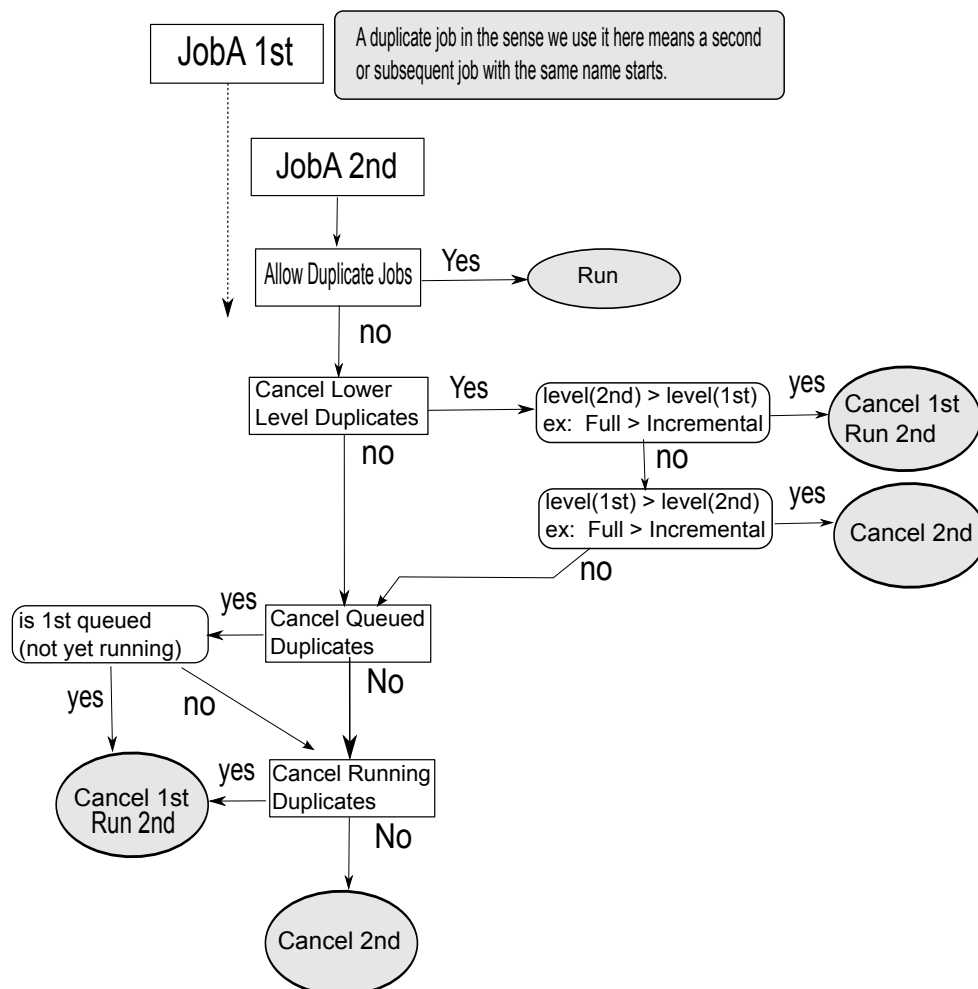 JobA 1st
A duplicate job in the sense we use it here means a second
or subsequent job with the same name starts.
JobA 2nd
Allow Duplicate Jobs
Yes
Run
no
Cancel Lower
Level Duplicates
Yes
level(2nd) > level(1st)
ex:  Full > Incremental
yes
Cancel 1st
Run 2nd
no
no
level(1st) > level(2nd)
ex:  Full > Incremental
yes
Cancel 2nd
no
Cancel Queued
Duplicates
yes
is 1st queued
(not yet running)
No
yes
no
Cancel Running
Duplicates
yes
Cancel 1st
Run 2nd
No
Cancel 2nd